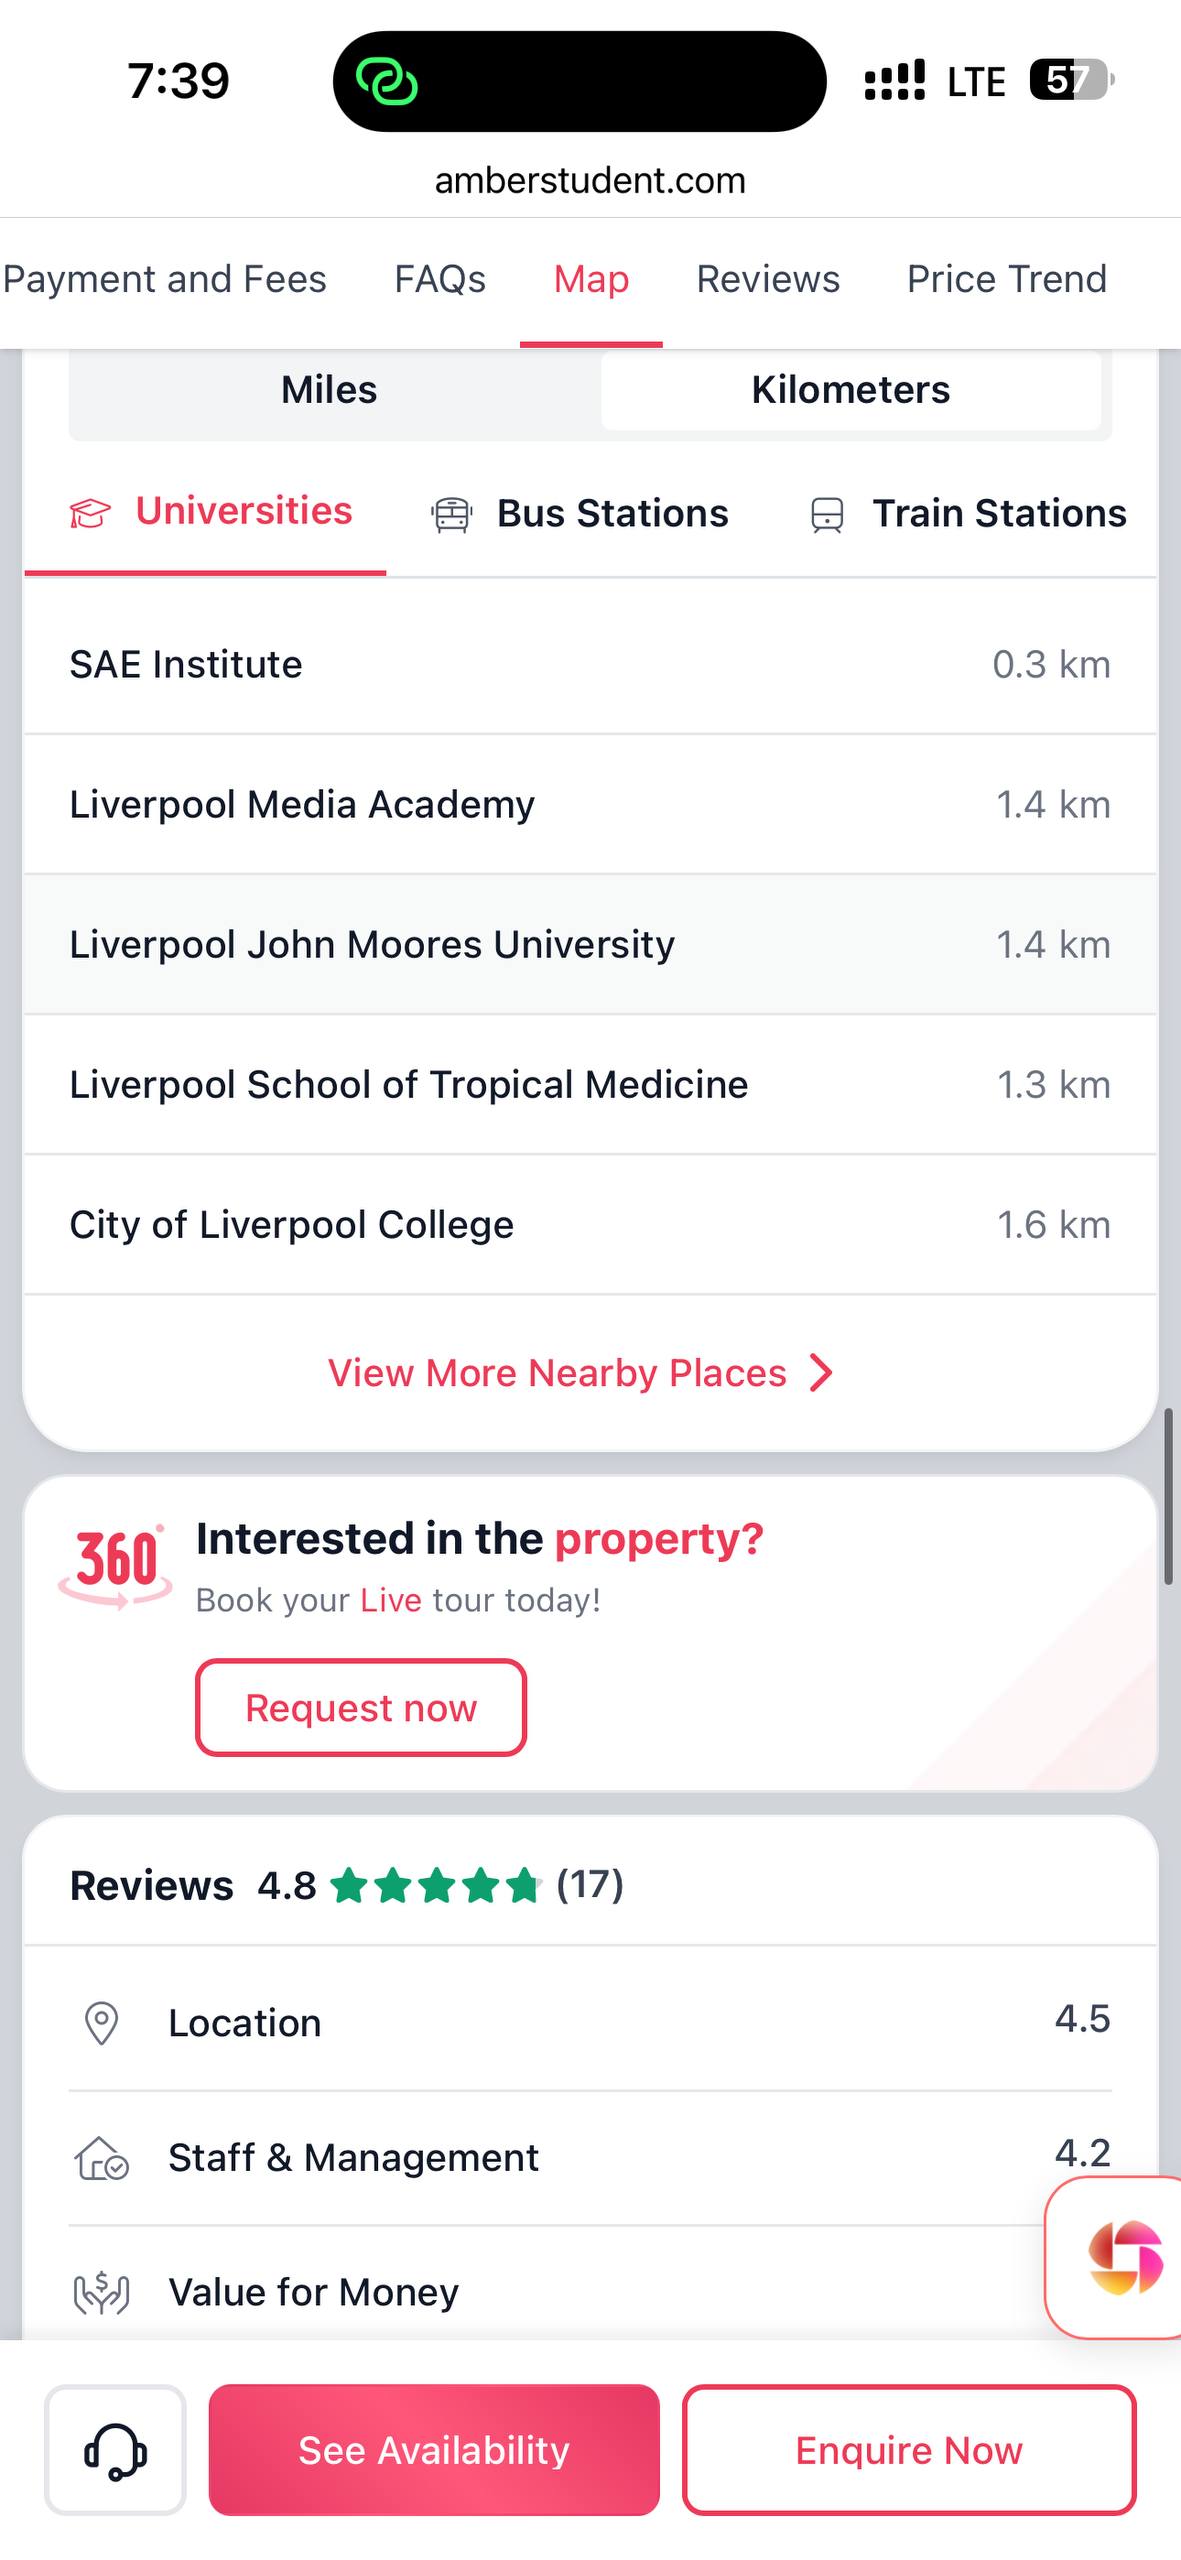 7:39
LTE 57
amberstudent.com
Payment and Fees FAQs Map Reviews Price Trend
Miles Kilometers
Universities Bus Stations Train Stations
SAE Institute 0.3 km
Liverpool Media Academy 1.4 km
Liverpool John Moores University 1.4 km
Liverpool School of Tropical Medicine 1.3 km
City of Liverpool College 1.6 km
View More Nearby Places
360°
Interested in the property?
Book your Live tour today!
Request now
Reviews 4.8 (17)
Location 4.5
Staff & Management 4.2
Value for Money
See Availability Enquire Now